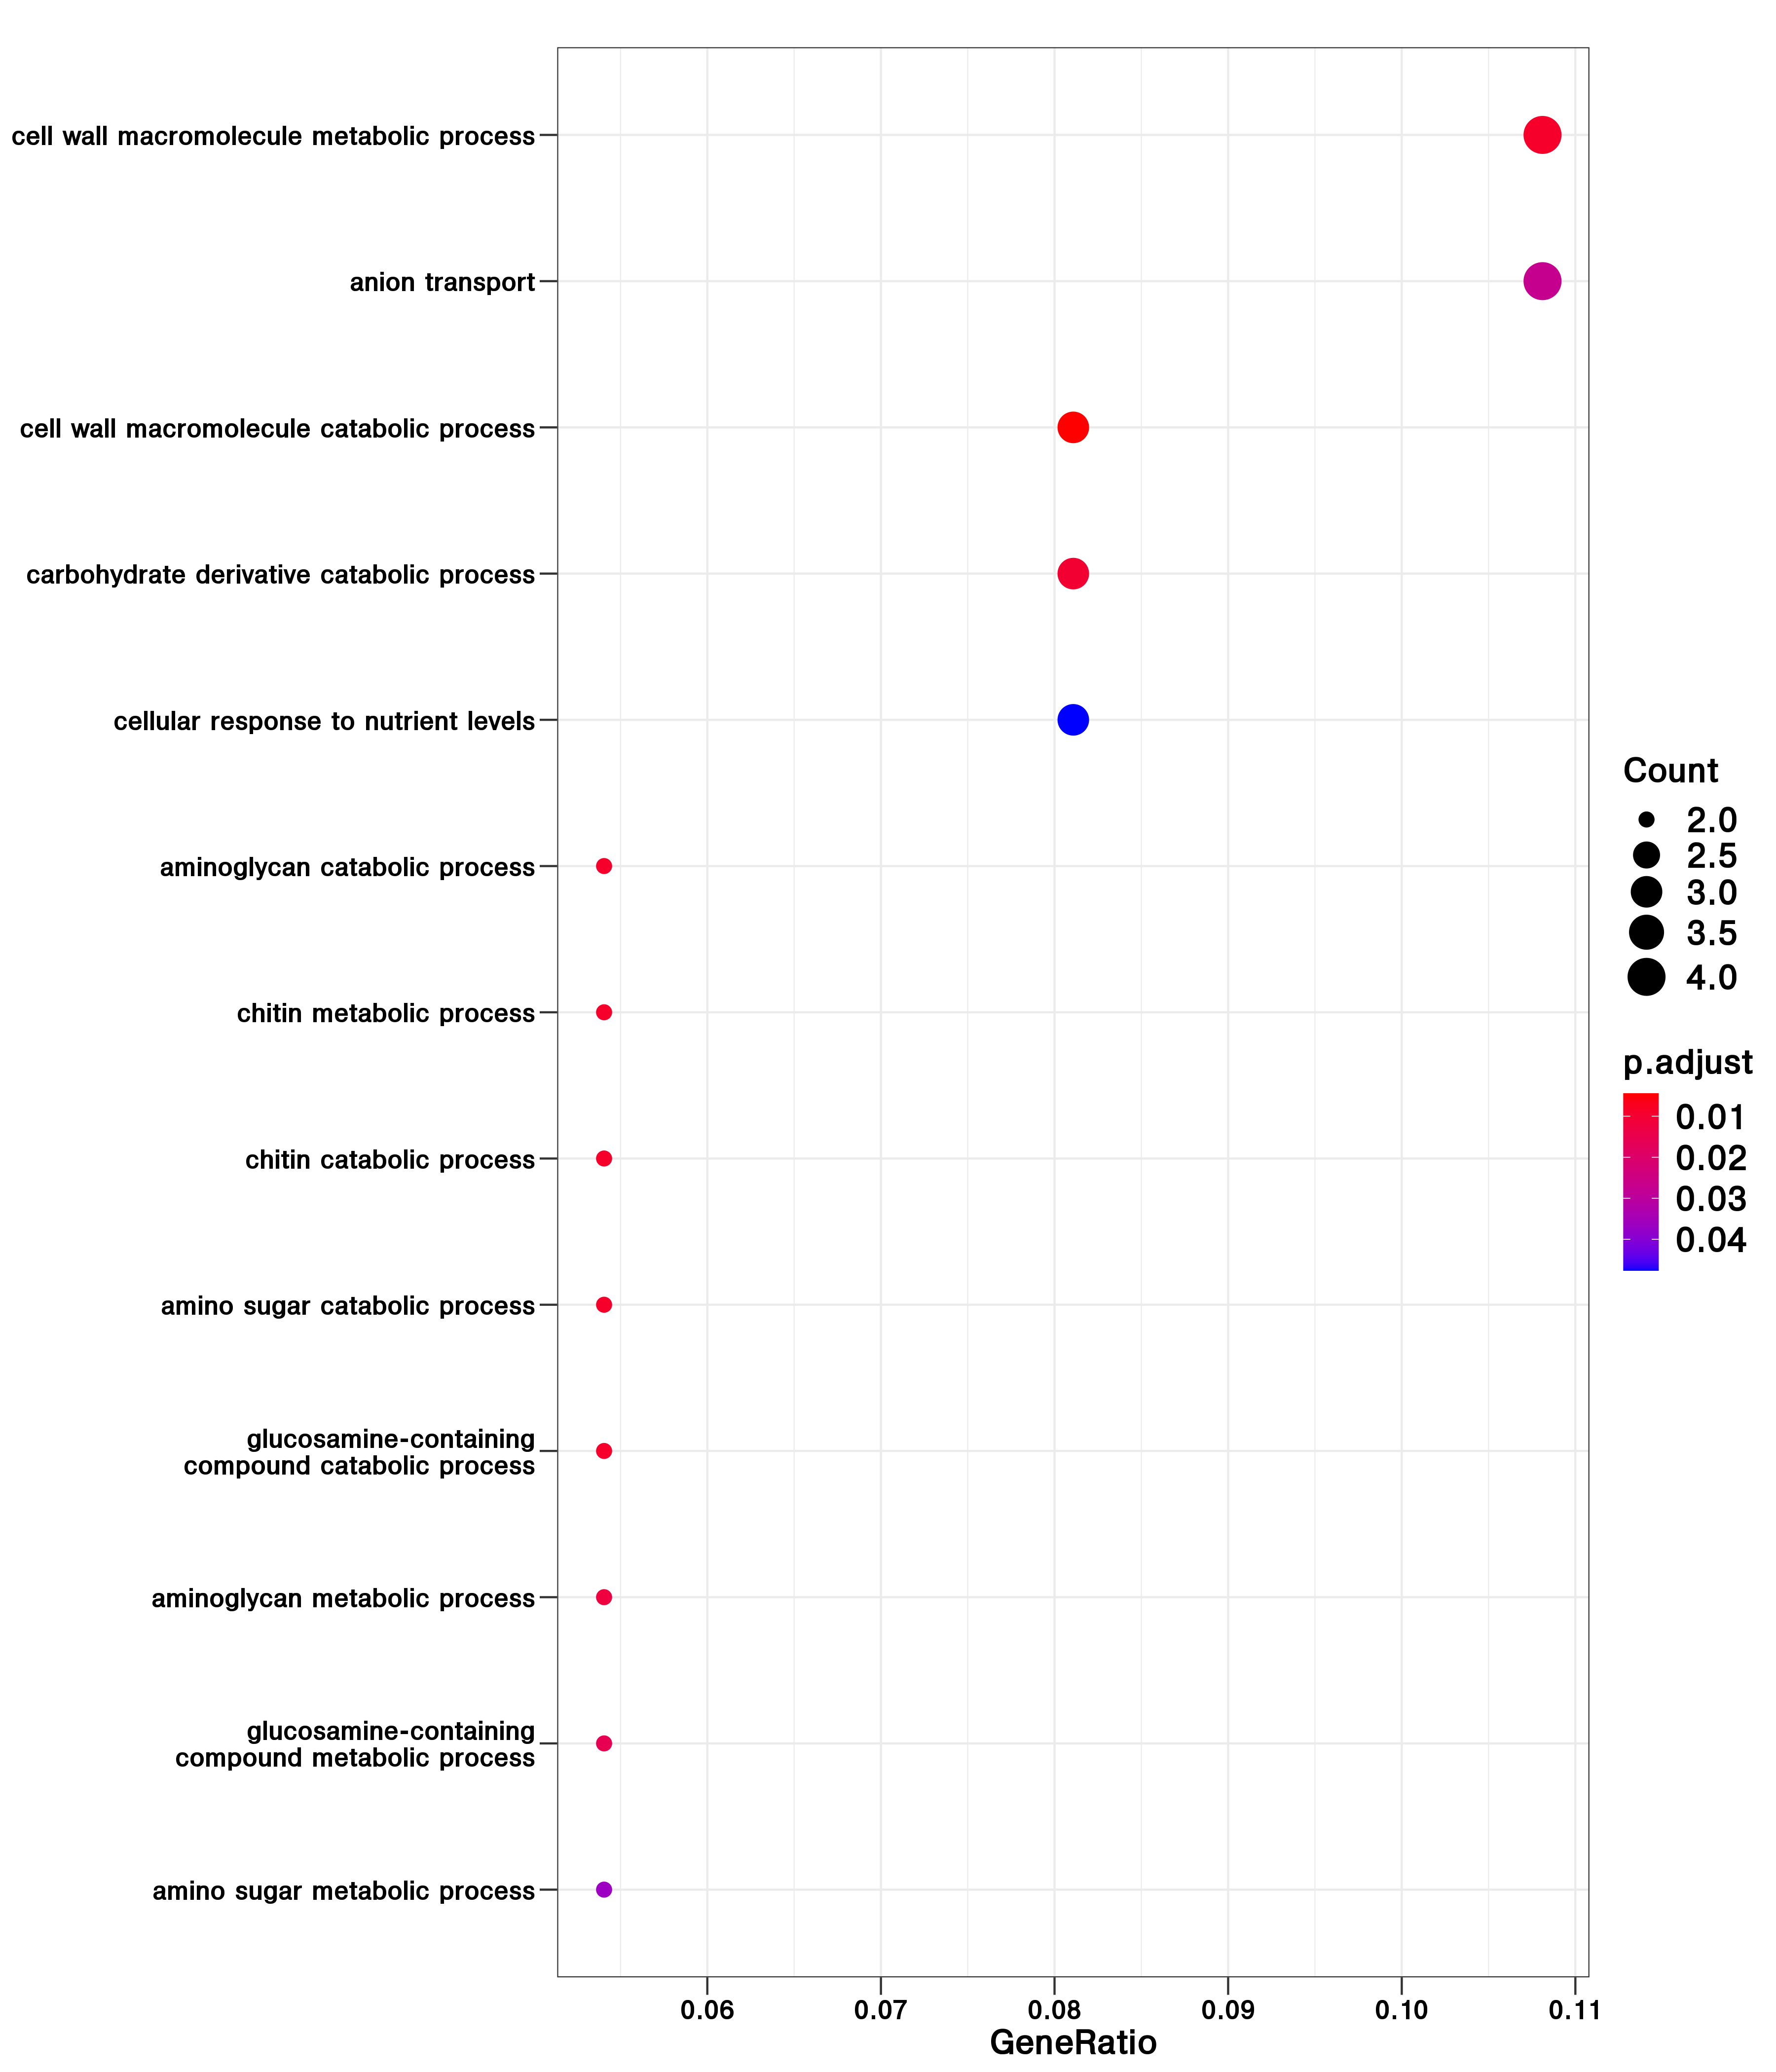 cell wall macromolecule metabolic process
anion transport
cell wall macromolecule catabolic process
carbohydrate derivative catabolic process
cellular response to nutrient levels
aminoglycan catabolic process
chitin metabolic process
chitin catabolic process
amino sugar catabolic process
glucosamine-containing
compound catabolic process
aminoglycan metabolic process
glucosamine-containing
compound metabolic process
amino sugar metabolic process
0.06 0.07 0.08 0.09 0.10 0.11
GeneRatio
Count
2.0
2.5
3.0
3.5
4.0
p.adjust
0.01
0.02
0.03
0.04